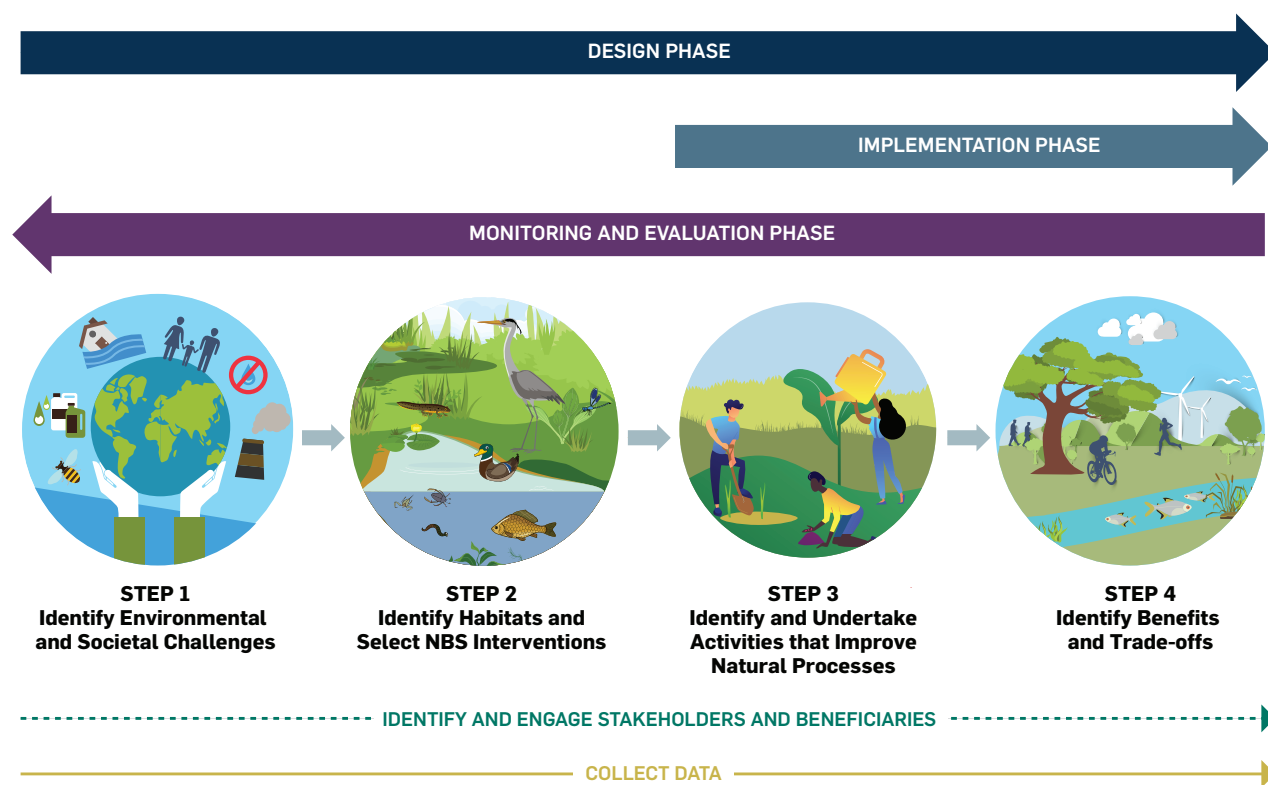 DESIGN PHASE
IMPLEMENTATION PHASE
MONITORING AND EVALUATION PHASE
STEP 1
Identify Environmental
and Societal Challenges
STEP 2
Identify Habitats and
Select NBS Interventions
STEP 3
Identify and Undertake
Activities that Improve
Natural Processes
STEP 4
Identify Benefits
and Trade-offs
IDENTIFY AND ENGAGE STAKEHOLDERS AND BENEFICIARIES
COLLECT DATA